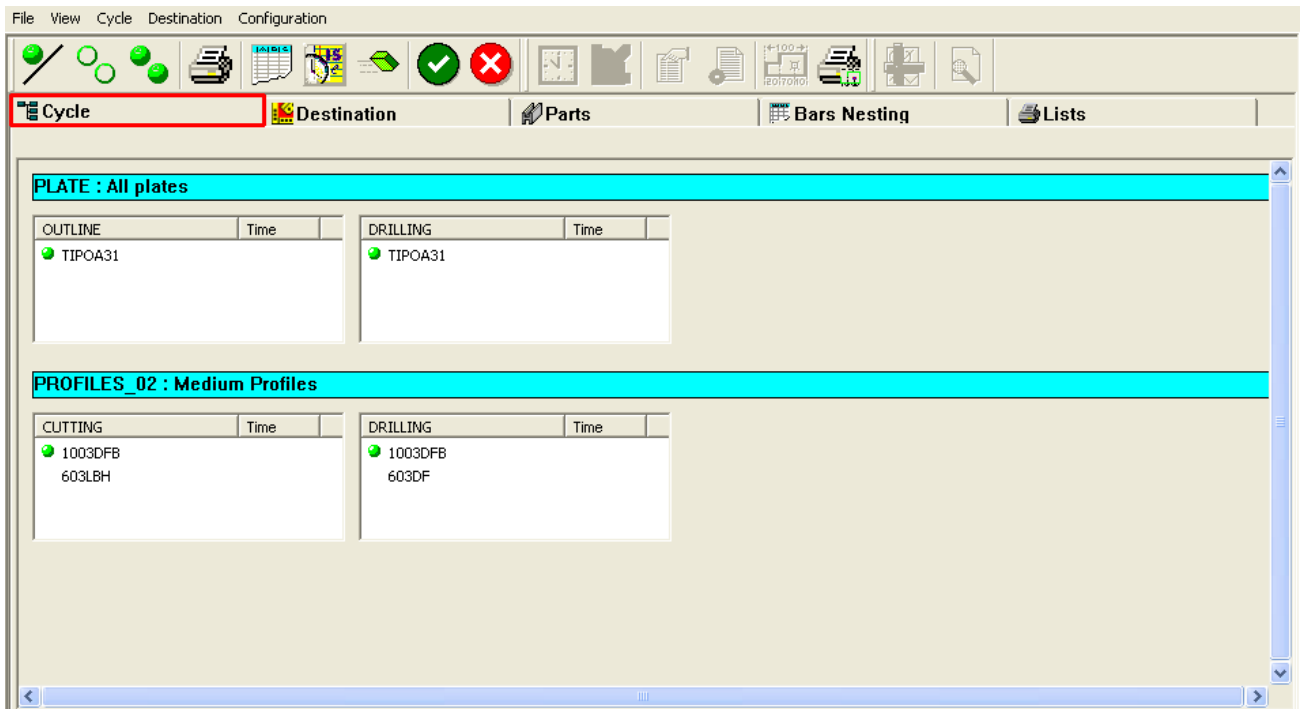 File View Cycle Destination Configuration
Cycle Destination Parts Bars Nesting Lists
PLATE : All plates
OUTLINE Time DRILLING Time
TIPOA31 TIPOA31
PROFILES_02 : Medium Profiles
CUTTING Time DRILLING Time
1003DFB 1003DFB
603LBH 603DF